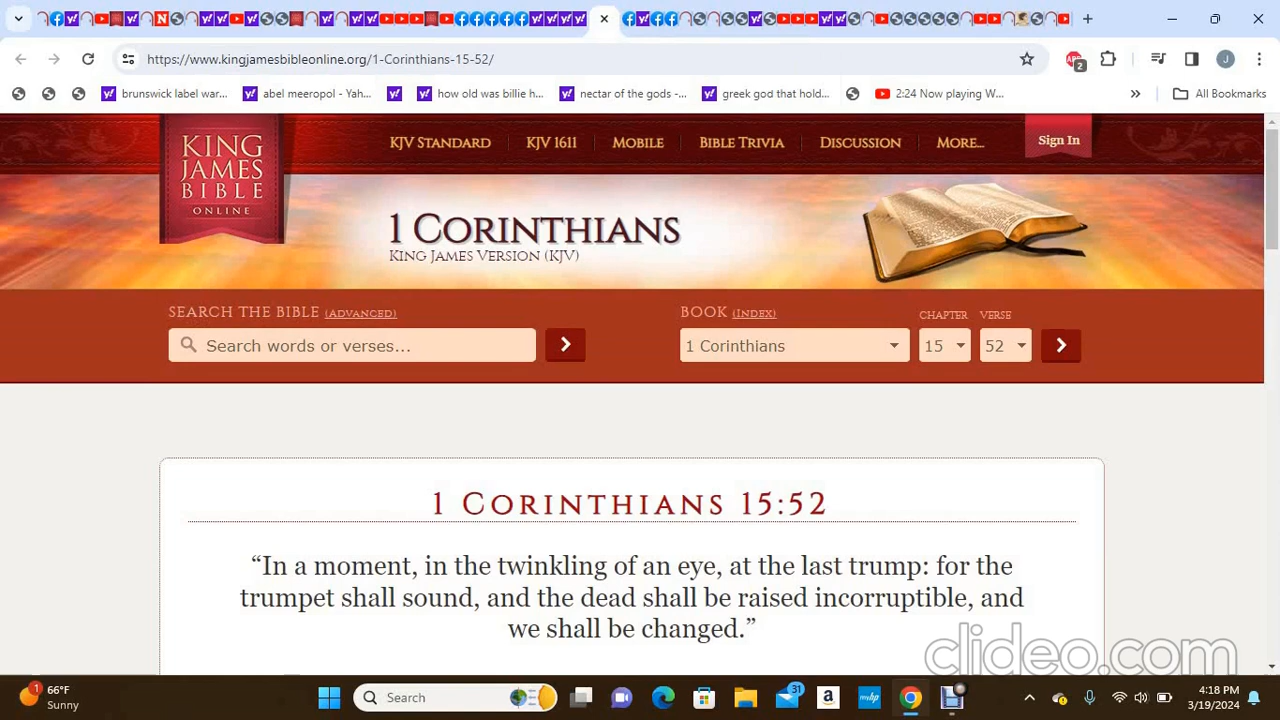 https://www.kingjamesbibleonline.org/1-Corinthians-15-52/
2
J
brunswick label war...
abel meeropol - Yah...
how old was billie h...
nectar of the gods -...
greek god that hold...
2:24 Now playing W...
»
All Bookmarks
KING
JAMES
BIBLE
ONLINE
KJV STANDARD
KJV 1611
MOBILE
BIBLE TRIVIA
DISCUSSION
MORE...
Sign In
1 CORINTHIANS
KING JAMES VERSION (KJV)
SEARCH THE BIBLE (ADVANCED)
BOOK (INDEX)
CHAPTER
VERSE
Search words or verses...
1 Corinthians
15
52
1 CORINTHIANS 15:52
“In a moment, in the twinkling of an eye, at the last trump: for the
trumpet shall sound, and the dead shall be raised incorruptible, and
we shall be changed.”
clideo.com
1
66°F
Sunny
Search
31
4:18 PM
3/19/2024